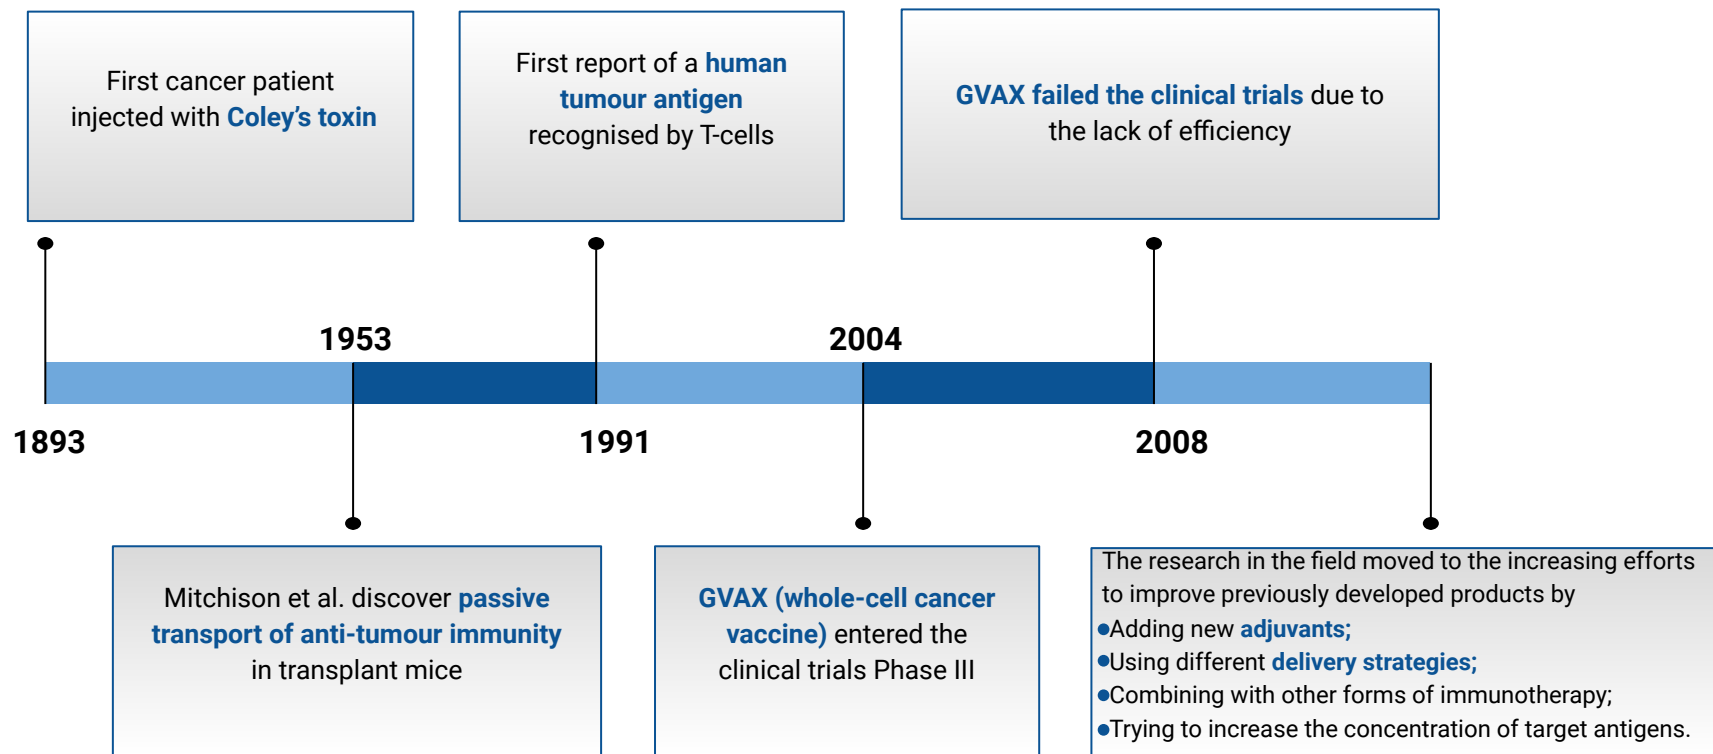 First cancer patient
injected with Coley’s toxin
First report of a human
tumour antigen
recognised by T-cells
GVAX failed the clinical trials due to
the lack of efficiency
1953
2004
1893
1991
2008
Mitchison et al. discover passive
transport of anti-tumour immunity
in transplant mice
GVAX (whole-cell cancer
vaccine) entered the
clinical trials Phase III
The research in the field moved to the increasing efforts
to improve previously developed products by
●Adding new adjuvants;
●Using different delivery strategies;
●Combining with other forms of immunotherapy;
●Trying to increase the concentration of target antigens.